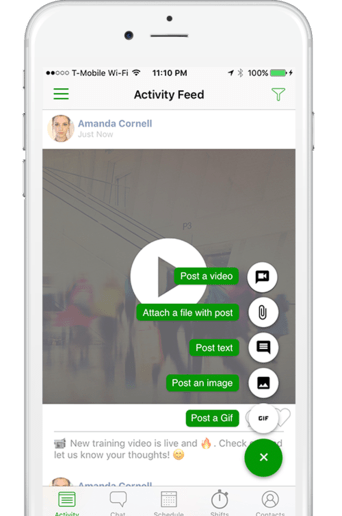 T-Mobile Wi-Fi 11:10 PM 100%
Activity Feed
Amanda Cornell
Just Now
Post a video
Attach a file with post
Post text
Post an image
Post a Gif
GIF
New training video is live and 🔥 . Check
let us know your thoughts! 😄
Amanda Cornell
Activity Chat Schedule Shifts Contacts